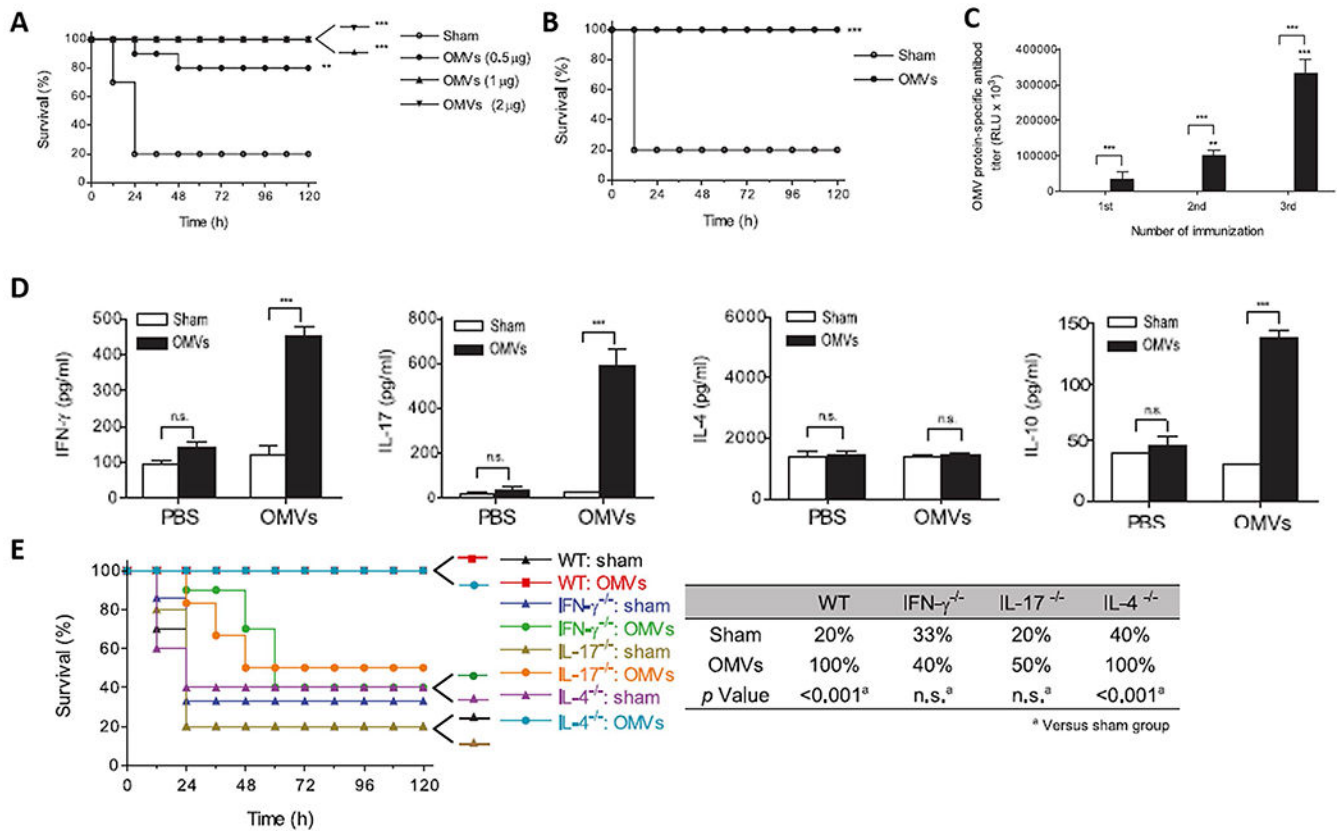 A
Survival (%)
100
80
60
40
20
0
0 24 48 72 96 120
Time (h)
***
***
**
Sham
OMVs (0.5μg)
OMVs (1μg)
OMVs (2μg)
B
Survival (%)
100
80
60
40
20
0
0 24 48 72 96 120
Time (h)
***
Sham
OMVs
C
OMV protein-specific antibod
titer (RLU x 10³)
400000
300000
200000
100000
0
***
***
**
***
***
1st 2nd 3rd
Number of immunization
D
IFN-γ (pg/ml)
500
400
300
200
100
0
Sham
OMVs
n.s.
***
PBS OMVs
IL-17 (pg/ml)
800
600
400
200
0
Sham
OMVs
n.s.
***
PBS OMVs
IL-4 (pg/ml)
6000
4000
1200
0
Sham
OMVs
n.s.
n.s.
PBS OMVs
IL-10 (pg/ml)
150
100
50
0
Sham
OMVs
n.s.
***
PBS OMVs
E
Survival (%)
100
80
60
40
20
0
0 24 48 72 96 120
Time (h)
WT: sham
WT: OMVs
IFN-γ⁻/⁻: sham
IFN-γ⁻/⁻: OMVs
IL-17⁻/⁻: sham
IL-17⁻/⁻: OMVs
IL-4⁻/⁻: sham
IL-4⁻/⁻: OMVs
WT IFN-γ⁻/⁻ IL-17⁻/⁻ IL-4⁻/⁻
Sham 20% 33% 20% 40%
OMVs 100% 40% 50% 100%
p Value <0.001ᵃ n.s.ᵃ n.s.ᵃ <0.001ᵃ
ᵃ Versus sham group